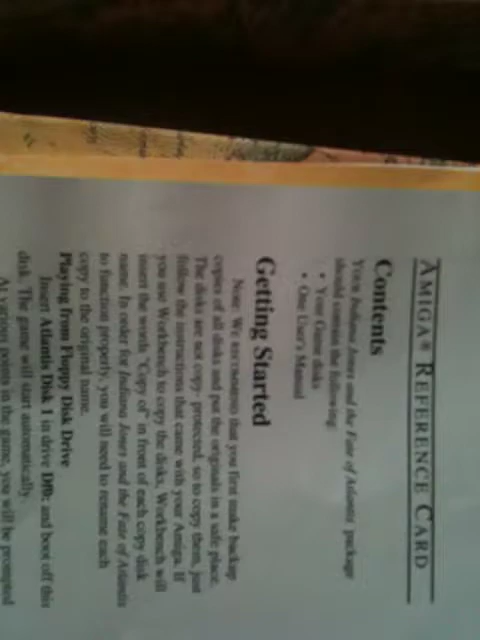 AMIGA® REFERENCE CARD
Contents
Your Indiana Jones and the Fate of Atlantis package
should contain the following:
• Your Game disks
• One User's Manual
Getting Started
Note: We recommend that you first make backup
copies of all disks and put the originals in a safe place.
The disks are not copy-protected, so to copy them, just
follow the instructions that came with your Amiga. If
you use Workbench to copy the disks, Workbench will
insert the words "Copy of" in front of each copy disk
name. In order for Indiana Jones and the Fate of Atlantis
to function properly, you will need to rename each
copy to the original name.
Playing from Floppy Disk Drive
Insert Atlantis Disk 1 in drive Df0: and boot off this
disk. The game will start automatically.
At various points in the game, you will be prompted